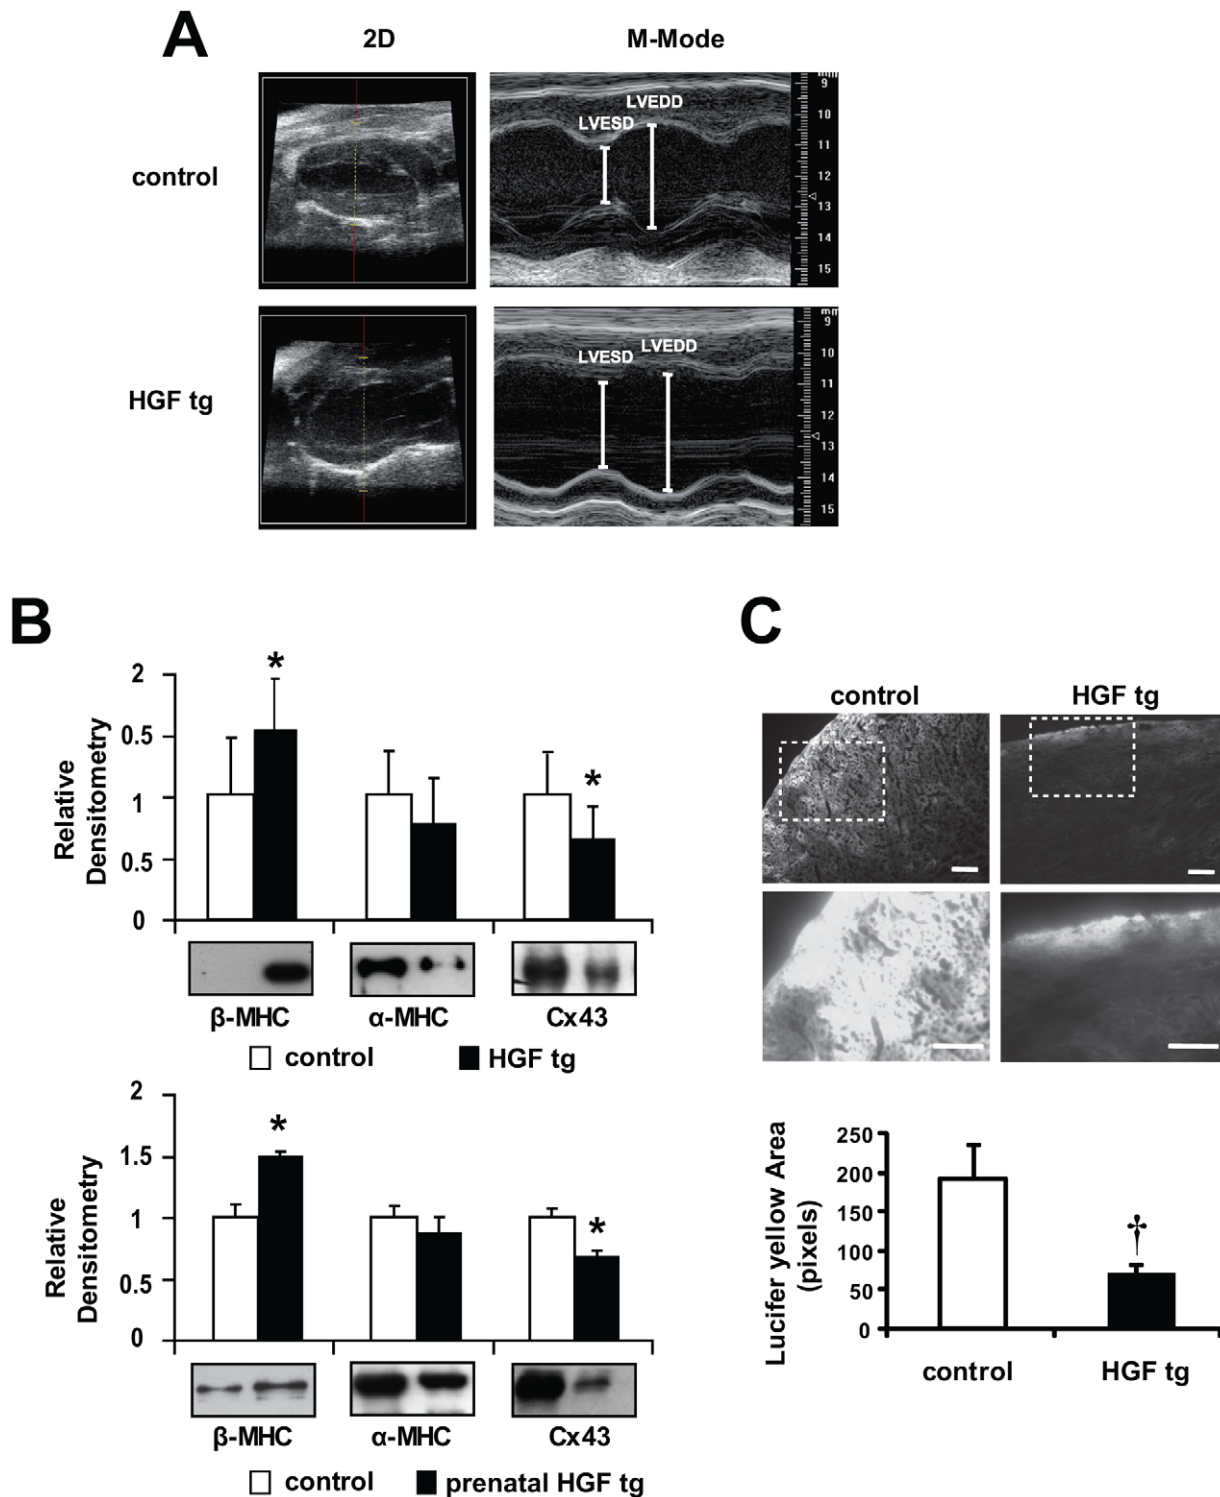 A
2D
M-Mode
control
LVESD
LVEDD
mm
9
10
11
12
13
14
15
HGF tg
LVESD
LVEDD
mm
9
10
11
12
13
14
15
B
Relative
Densitometry
2
0.5
1
0.5
0
*
*
β-MHC
α-MHC
Cx43
control
HGF tg
Relative
Densitometry
2
1.5
1
0.5
0
*
*
β-MHC
α-MHC
Cx43
control
prenatal HGF tg
C
control
HGF tg
Lucifer yellow Area
(pixels)
250
200
150
100
50
0
†
control
HGF tg